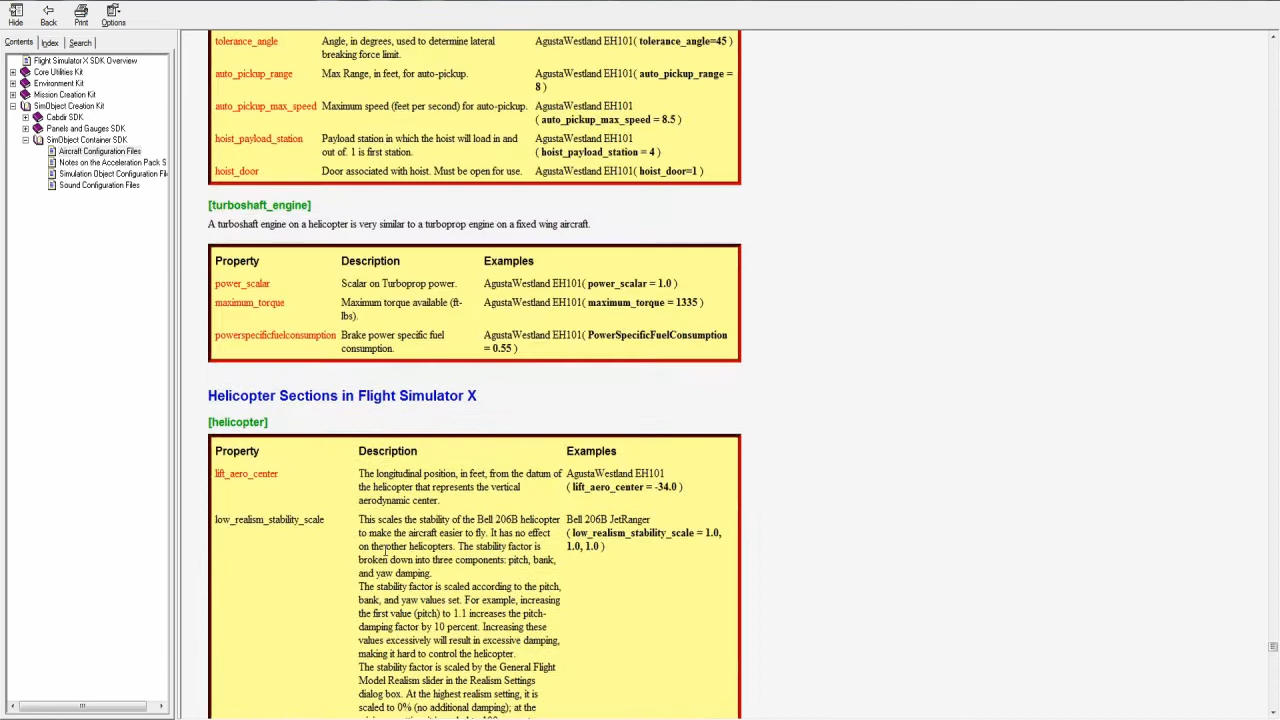 Hide
Back
Print
Options
Contents
Index
Search
Flight Simulator X SDK Overview
Core Utilities Kit
Environment Kit
Mission Creation Kit
SimObject Creation Kit
Cabdir SDK
Panels and Gauges SDK
SimObject Container SDK
Aircraft Configuration Files
Notes on the Acceleration Pack S
Simulation Object Configuration Fil
Sound Configuration Files
tolerance_angle
Angle, in degrees, used to determine lateral
breaking force limit.
AgustaWestland EH101( tolerance_angle=45 )
auto_pickup_range
Max Range, in feet, for auto-pickup.
AgustaWestland EH101( auto_pickup_range =
8 )
auto_pickup_max_speed
Maximum speed (feet per second) for auto-pickup.
AgustaWestland EH101
( auto_pickup_max_speed = 8.5 )
hoist_payload_station
Payload station in which the hoist will load in and
out of. 1 is first station.
AgustaWestland EH101
( hoist_payload_station = 4 )
hoist_door
Door associated with hoist. Must be open for use.
AgustaWestland EH101( hoist_door=1 )
[turboshaft_engine]
A turboshaft engine on a helicopter is very similar to a turboprop engine on a fixed wing aircraft.
Property
Description
Examples
power_scalar
Scalar on Turboprop power.
AgustaWestland EH101( power_scalar = 1.0 )
maximum_torque
Maximum torque available (ft-
lbs).
AgustaWestland EH101( maximum_torque = 1335 )
powerspecificfuelconsumption
Brake power specific fuel
consumption.
AgustaWestland EH101( PowerSpecificFuelConsumption
= 0.55 )
Helicopter Sections in Flight Simulator X
[helicopter]
Property
Description
Examples
lift_aero_center
The longitudinal position, in feet, from the datum of
the helicopter that represents the vertical
aerodynamic center.
AgustaWestland EH101
( lift_aero_center = -34.0 )
low_realism_stability_scale
This scales the stability of the Bell 206B helicopter
to make the aircraft easier to fly. It has no effect
on the other helicopters. The stability factor is
broken down into three components: pitch, bank,
and yaw damping.
The stability factor is scaled according to the pitch,
bank, and yaw values set. For example, increasing
the first value (pitch) to 1.1 increases the pitch-
damping factor by 10 percent. Increasing these
values excessively will result in excessive damping,
making it hard to control the helicopter.
The stability factor is scaled by the General Flight
Model Realism slider in the Realism Settings
dialog box. At the highest realism setting, it is
scaled to 0% (no additional damping); at the
Bell 206B JetRanger
( low_realism_stability_scale = 1.0,
1.0, 1.0 )